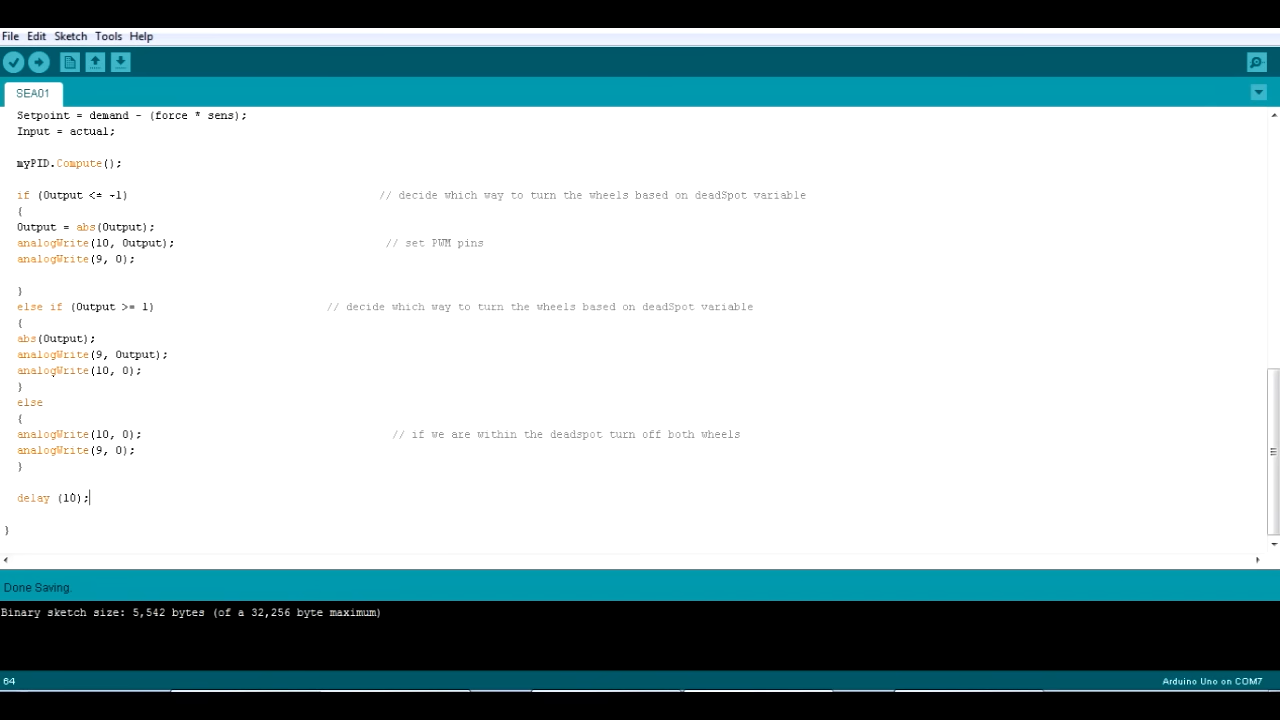 File Edit Sketch Tools Help
SEA01
Setpoint = demand - (force * sens);
Input = actual;
myPID.Compute();
if (Output <= -1) // decide which way to turn the wheels based on deadSpot variable
{
Output = abs(Output);
analogWrite(10, Output); // set PWM pins
analogWrite(9, 0);
}
else if (Output >= 1) // decide which way to turn the wheels based on deadSpot variable
{
abs(Output);
analogWrite(9, Output);
analogWrite(10, 0);
}
else
{
analogWrite(10, 0); // if we are within the deadspot turn off both wheels
analogWrite(9, 0);
}
delay (10);
}
Done Saving.
Binary sketch size: 5,542 bytes (of a 32,256 byte maximum)
64 Arduino Uno on COM7